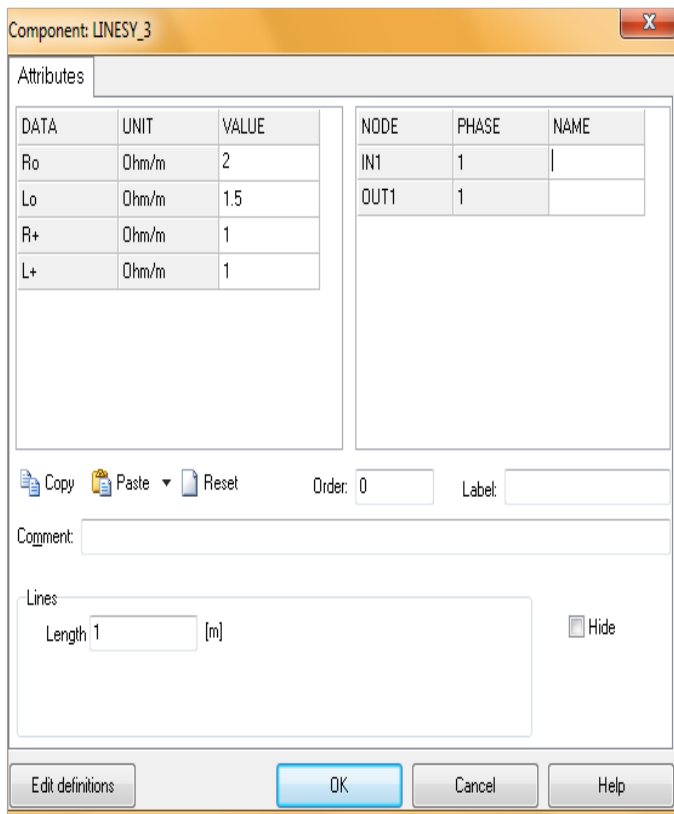 Component: LINESY_3
X
Attributes
DATA UNIT VALUE
Ro Ohm/m 2
Lo Ohm/m 1.5
R+ Ohm/m 1
L+ Ohm/m 1
NODE PHASE NAME
IN1 1
OUT1 1
Copy Paste Reset Order: 0 Label:
Comment:
Lines
Length 1 [m]
Hide
Edit definitions OK Cancel Help